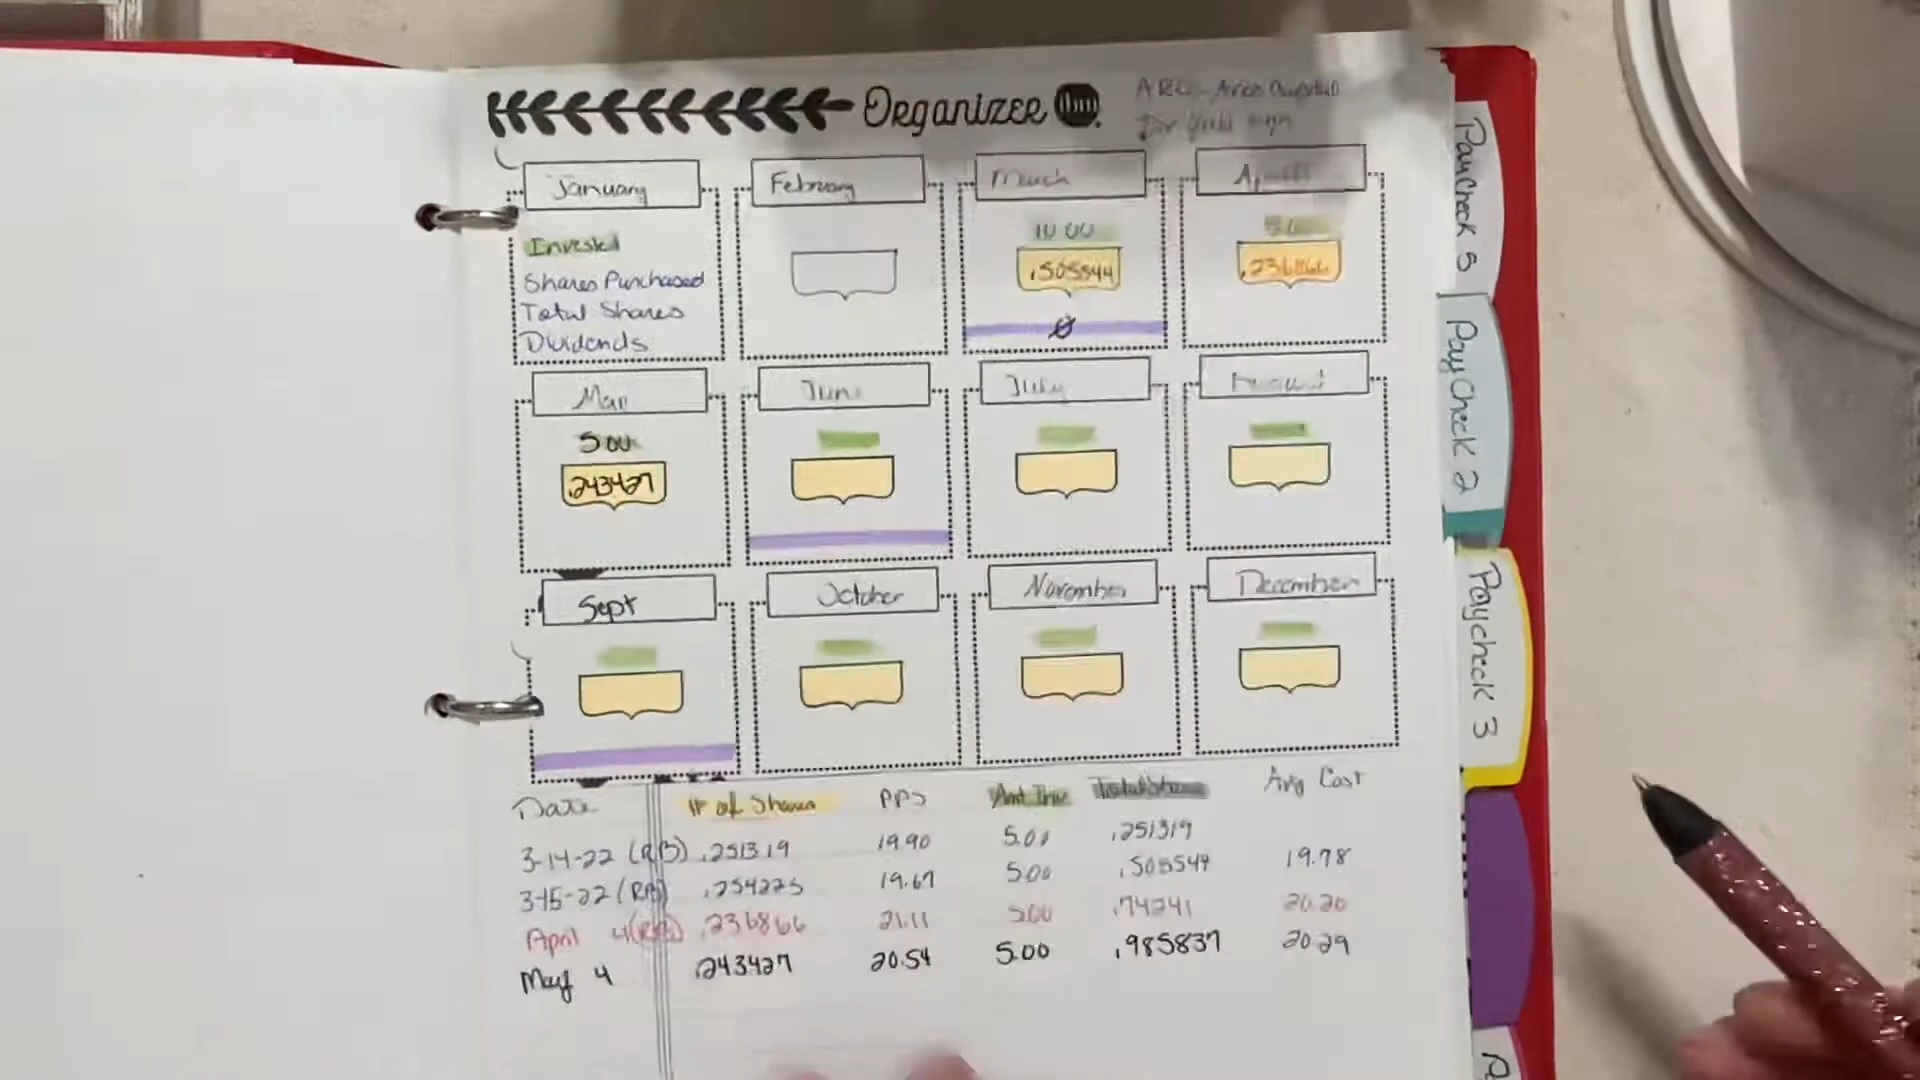 Organizer
January
February
March
April
Invested
Shares Purchased
Total Shares
Dividends
10 00
.505544
.236866
Ø
May
June
July
August
5 00
.243427
Sept
October
November
December
Date # of Shares PPS Amt Inv Total Shares Avg Cost
3-14-22 (RB) .251319 19.90 5.00 .251319
3-15-22 (RB) .254225 19.67 5.00 .505544 19.78
April 4 (RB) .236866 21.11 5.00 .74241 20.20
May 4 .243427 20.54 5.00 .985837 20.29
PayCheck 5
PayCheck 2
Paycheck 3